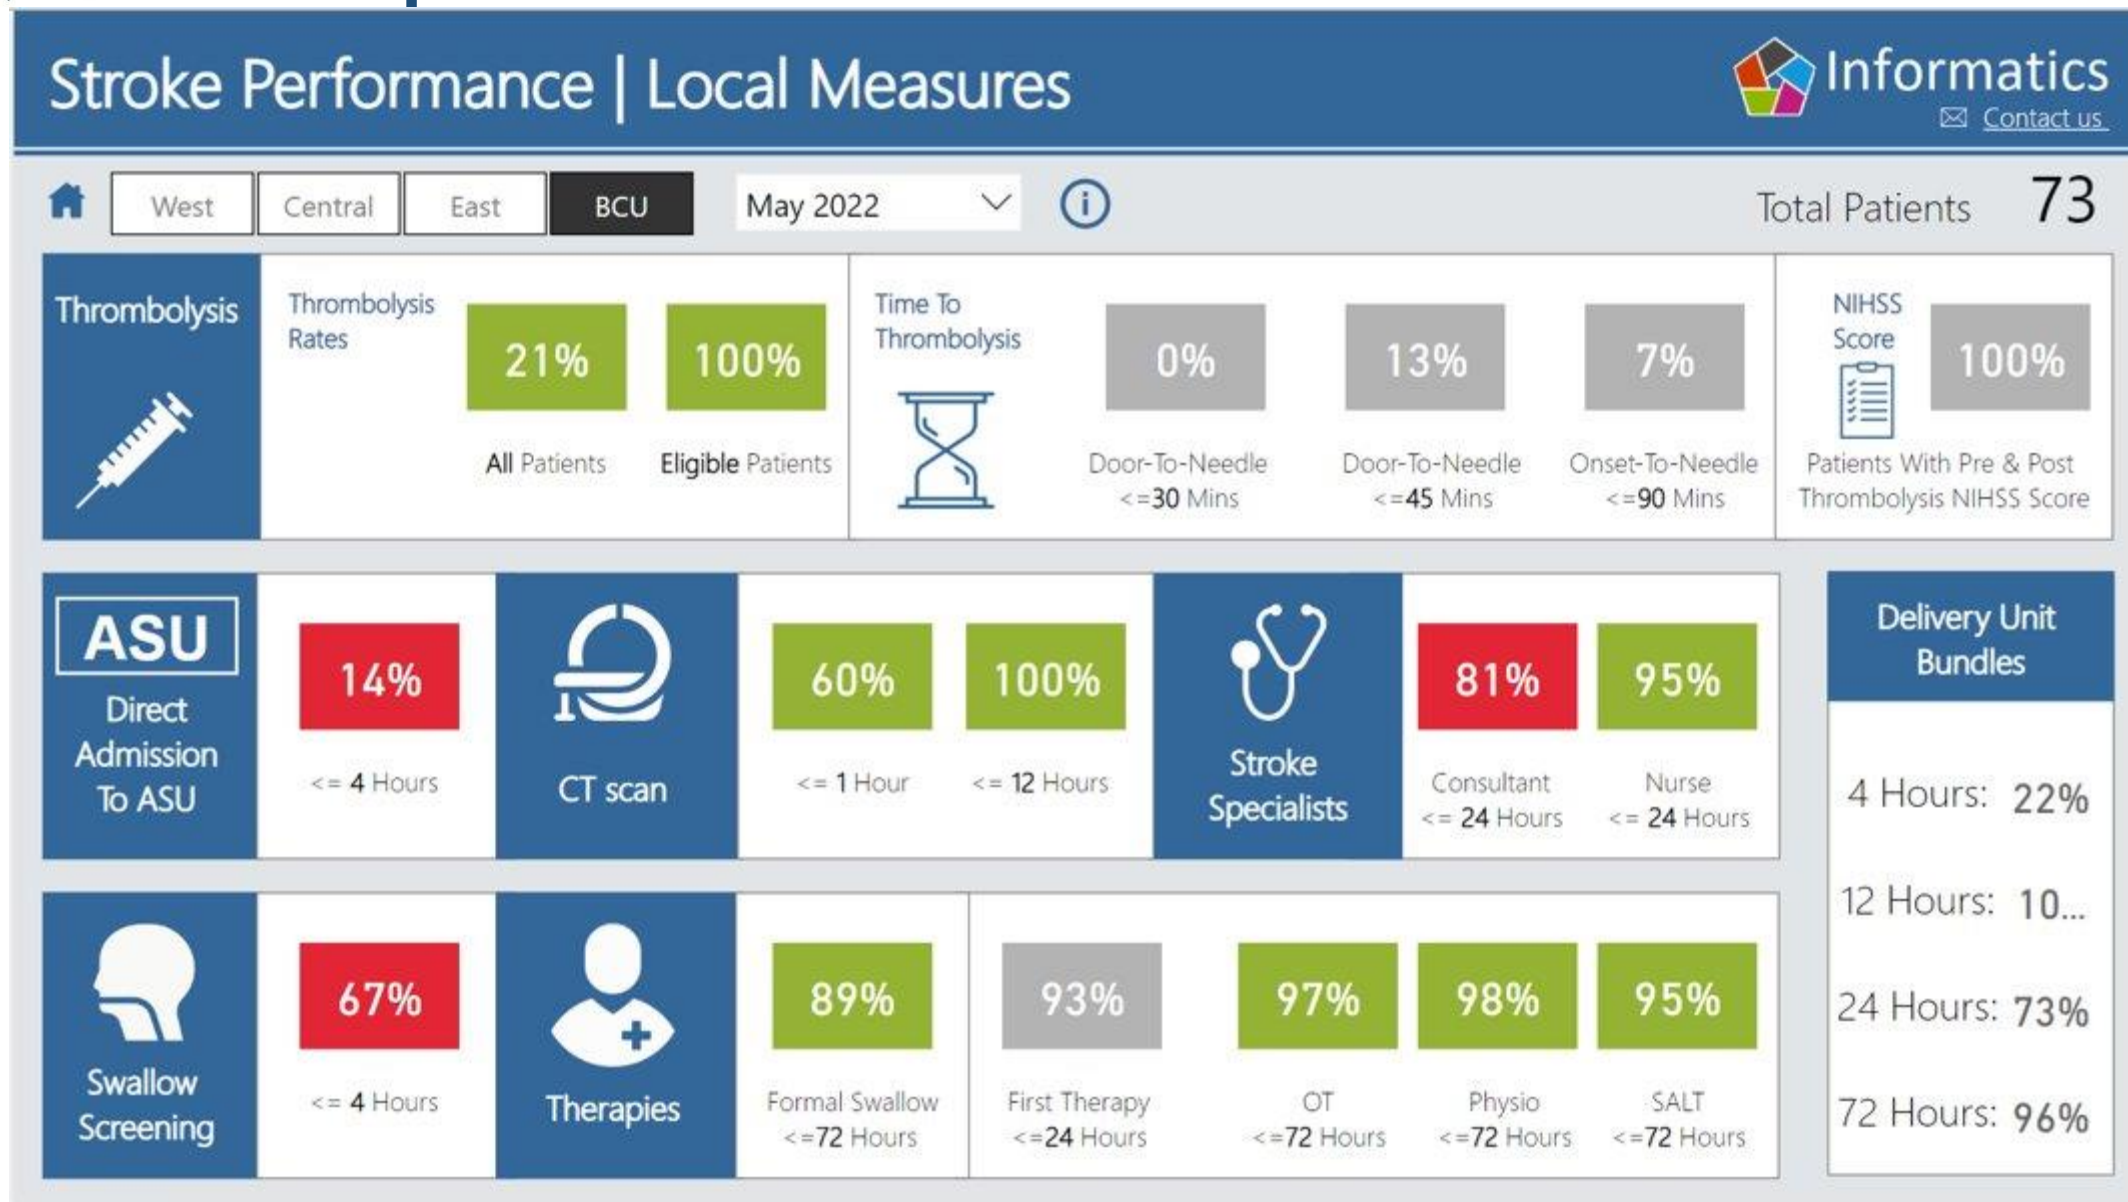 Stroke Performance | Local Measures
Informatics
Contact us
West
Central
East
BCU
May 2022
i
Total Patients 73
Thrombolysis
Thrombolysis
Rates
21%
100%
All Patients
Eligible Patients
Time To
Thrombolysis
0%
13%
7%
Door-To-Needle
<=30 Mins
Door-To-Needle
<=45 Mins
Onset-To-Needle
<=90 Mins
NIHSS
Score
100%
Patients With Pre & Post
Thrombolysis NIHSS Score
ASU
Direct
Admission
To ASU
14%
<= 4 Hours
CT scan
60%
100%
<= 1 Hour
<= 12 Hours
Stroke
Specialists
81%
95%
Consultant
<= 24 Hours
Nurse
<= 24 Hours
Swallow
Screening
67%
<= 4 Hours
Therapies
89%
Formal Swallow
<=72 Hours
93%
First Therapy
<=24 Hours
97%
OT
<=72 Hours
98%
Physio
<=72 Hours
95%
SALT
<=72 Hours
Delivery Unit
Bundles
4 Hours: 22%
12 Hours: 10...
24 Hours: 73%
72 Hours: 96%